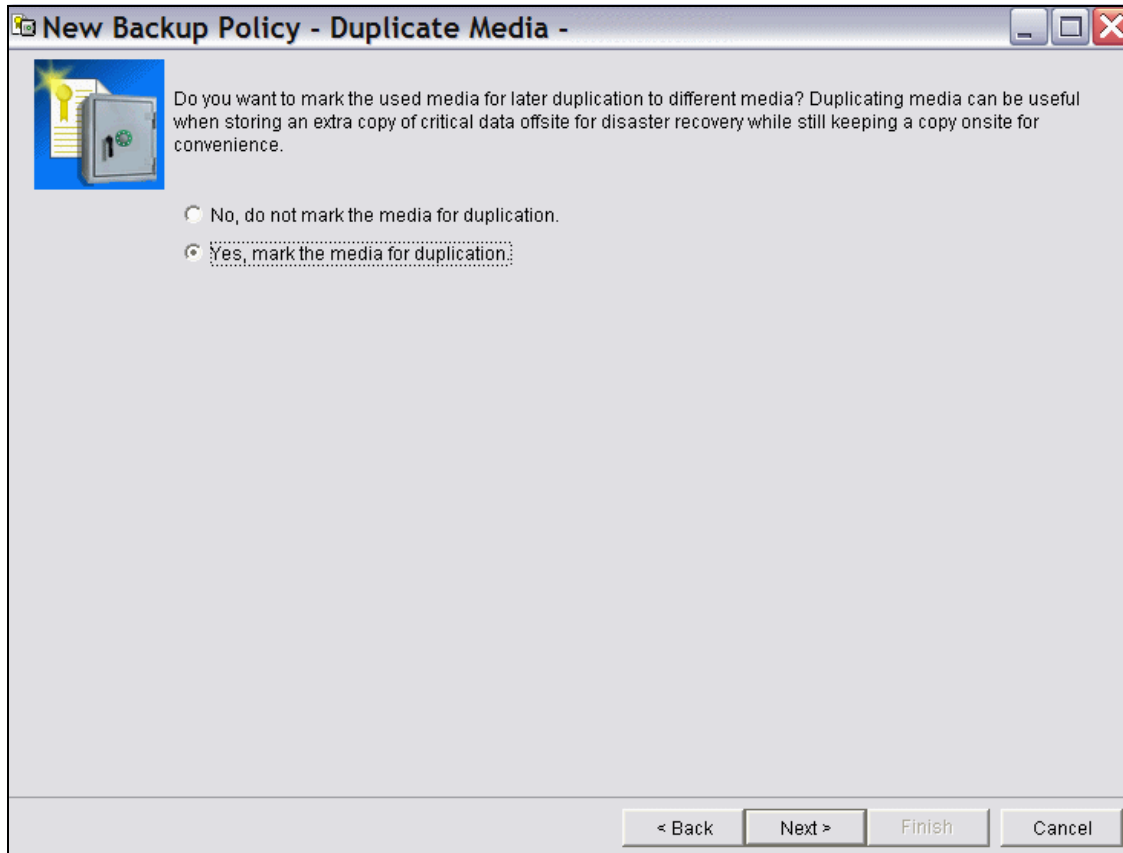 New Backup Policy - Duplicate Media -
Do you want to mark the used media for later duplication to different media? Duplicating media can be useful
when storing an extra copy of critical data offsite for disaster recovery while still keeping a copy onsite for
convenience.
No, do not mark the media for duplication.
Yes, mark the media for duplication.
< Back
Next >
Finish
Cancel